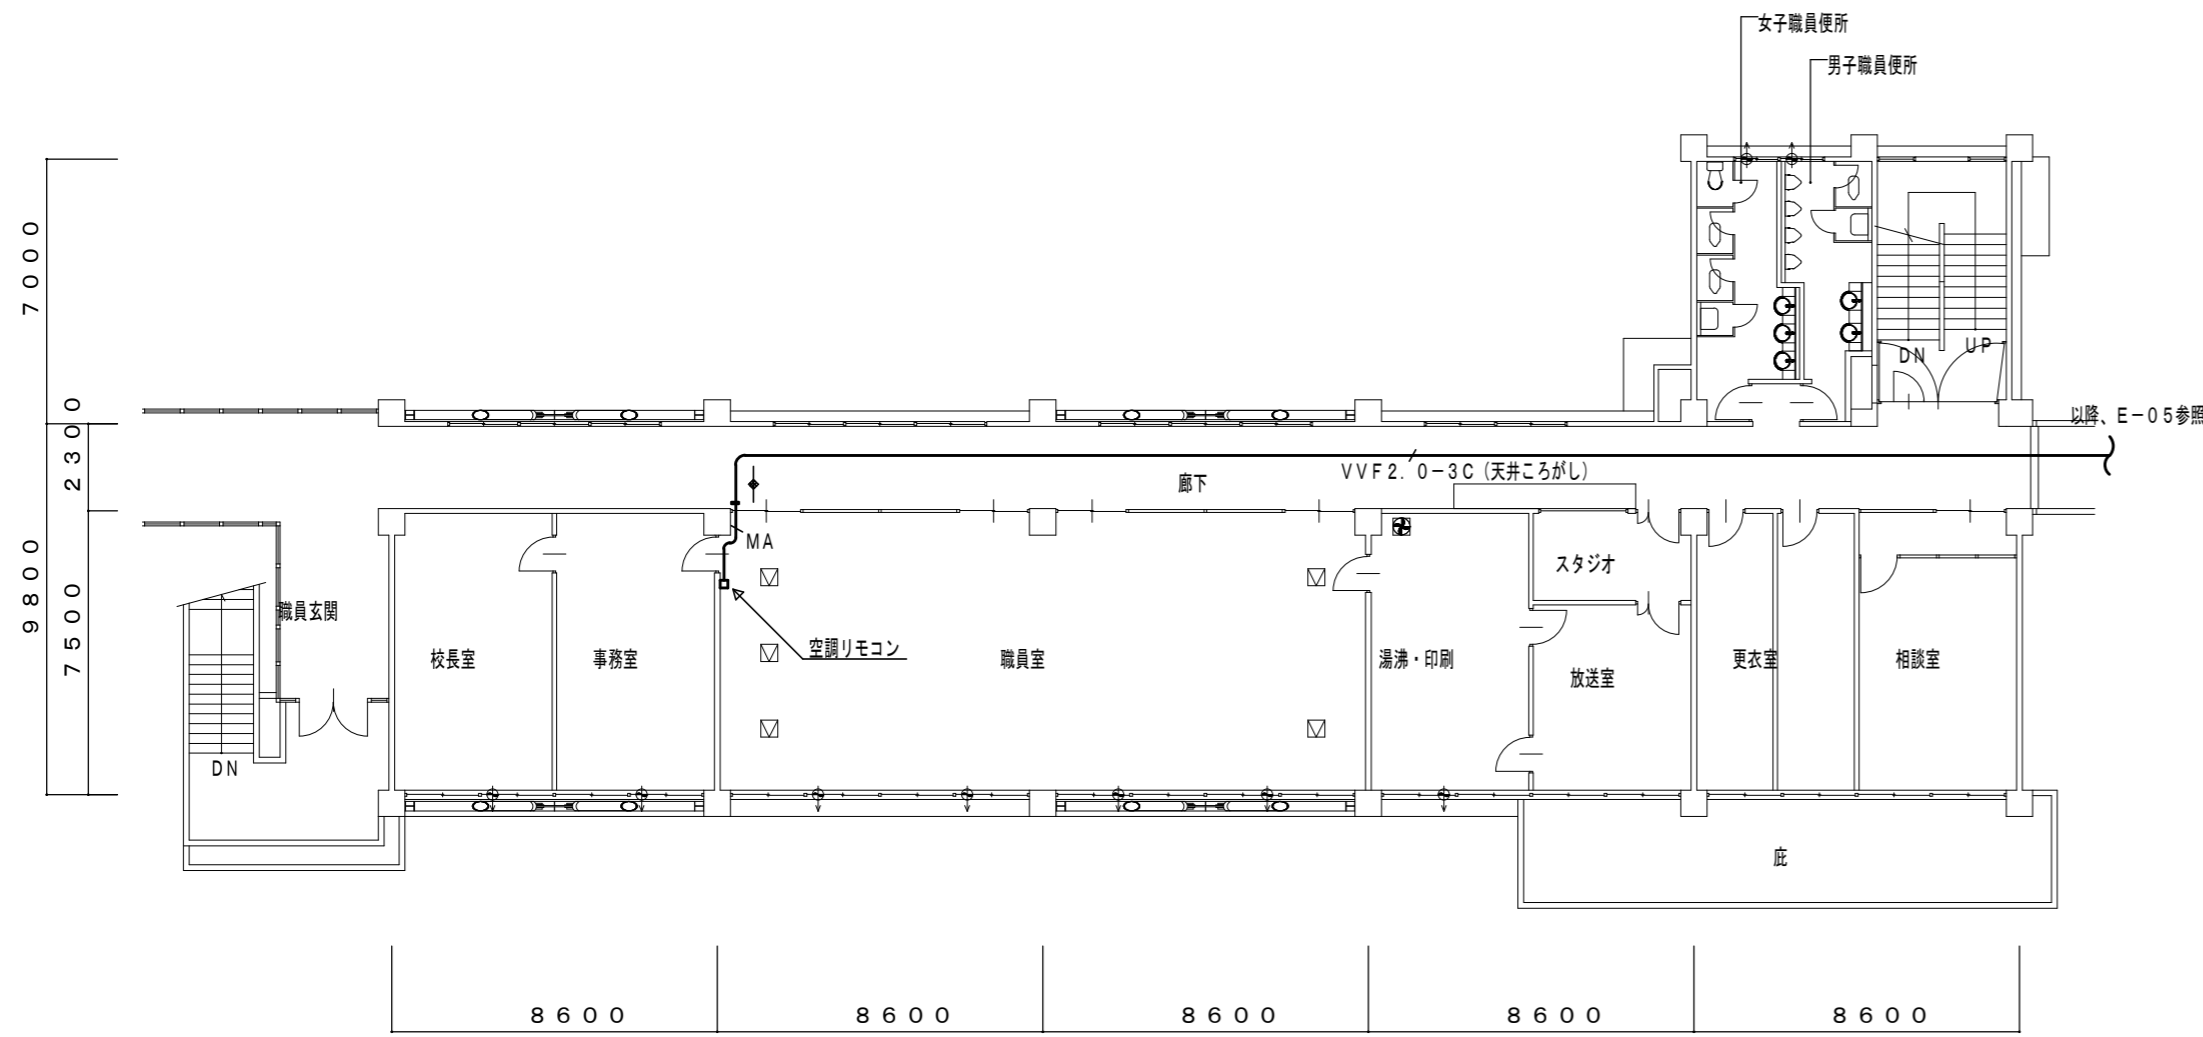 女子職員便所
男子職員便所
7000
2300
9800
7500
DN
UP
以降、E-05参照
VVF2.0-3C（天井ころがし）
廊下
MA
スタジオ
職員玄関
空調リモコン
校長室
事務室
職員室
湯沸・印刷
放送室
更衣室
相談室
DN
庇
8600
8600
8600
8600
8600